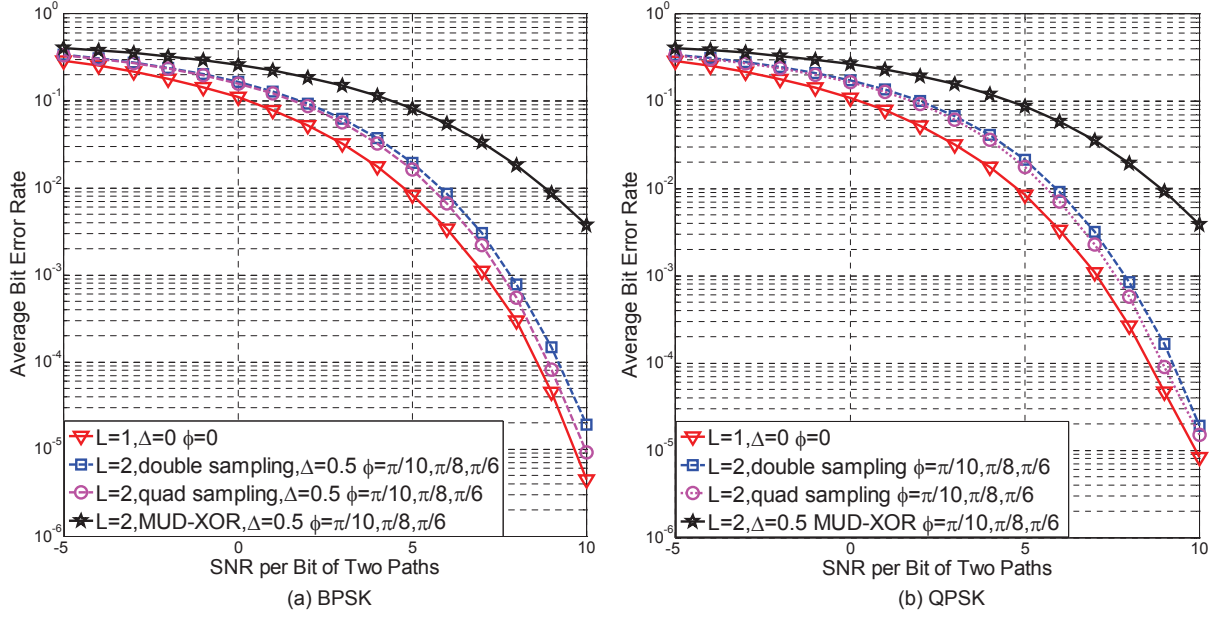 Average Bit Error Rate
10^0
10^-1
10^-2
10^-3
10^-4
10^-5
10^-6
L=1,Δ=0 ϕ=0
L=2,double sampling,Δ=0.5 ϕ=π/10,π/8,π/6
L=2,quad sampling,Δ=0.5 ϕ=π/10,π/8,π/6
L=2,MUD-XOR,Δ=0.5 ϕ=π/10,π/8,π/6
-5 0 5 10
SNR per Bit of Two Paths
(a) BPSK
Average Bit Error Rate
10^0
10^-1
10^-2
10^-3
10^-4
10^-5
10^-6
L=1,Δ=0 ϕ=0
L=2,double sampling ϕ=π/10,π/8,π/6
L=2,quad sampling ϕ=π/10,π/8,π/6
L=2,Δ=0.5 MUD-XOR ϕ=π/10,π/8,π/6
-5 0 5 10
SNR per Bit of Two Paths
(b) QPSK